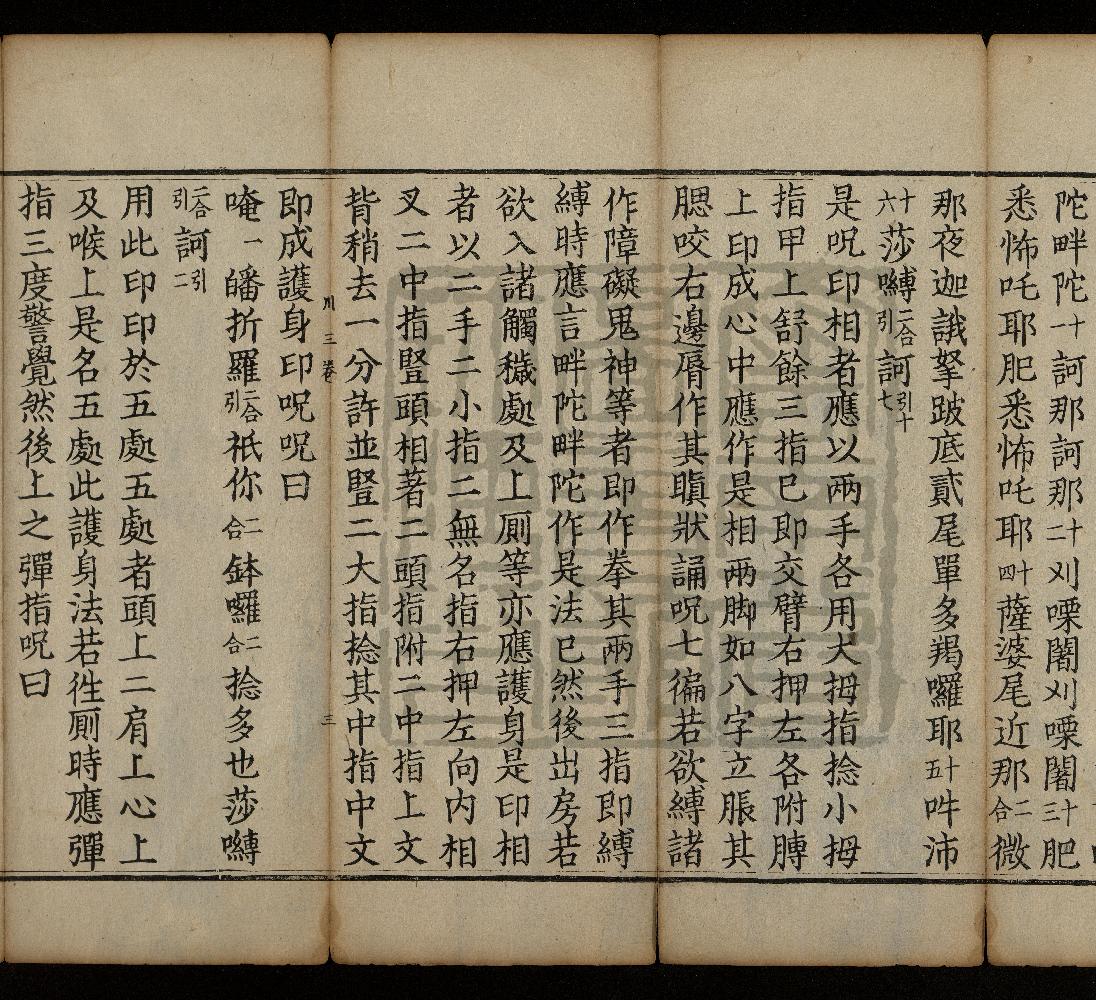 陀畔陀十一訶那訶那十二刈㗚闍刈㗚闍十三肥
悉怖吒耶肥悉怖吒耶十四薩婆尾近那二合微
那夜迦誐拏跛底貳尾單多羯囉耶十五吽沛
十六莎嚩二合引訶引十七
是呪印相者應以兩手各用大拇指捻小拇
指甲上舒餘三指已即交臂右押左各附膊
上印成心中應作是相兩脚如八字立脹其
腮咬右邊脣作其瞋狀誦呪七徧若欲縛諸
作障礙鬼神等者即作拳其兩手三指即縛
縛時應言畔陀畔陀作是法已然後出房若
欲入諸觸穢處及上厠等亦應護身是印相
者以二手二小指二無名指右押左向内相
叉二中指豎頭相著二頭指附二中指上文
背稍去一分許並豎二大指捻其中指中文
川三卷 三
即成護身印呪呪曰
唵一皤折羅二合引祇你二合鉢囉二合捻多也莎嚩
二合引訶引二
用此印印於五處五處者頭上二肩上心上
及喉上是名五處此護身法若徃厠時應彈
指三度警覺然後上之彈指呪曰